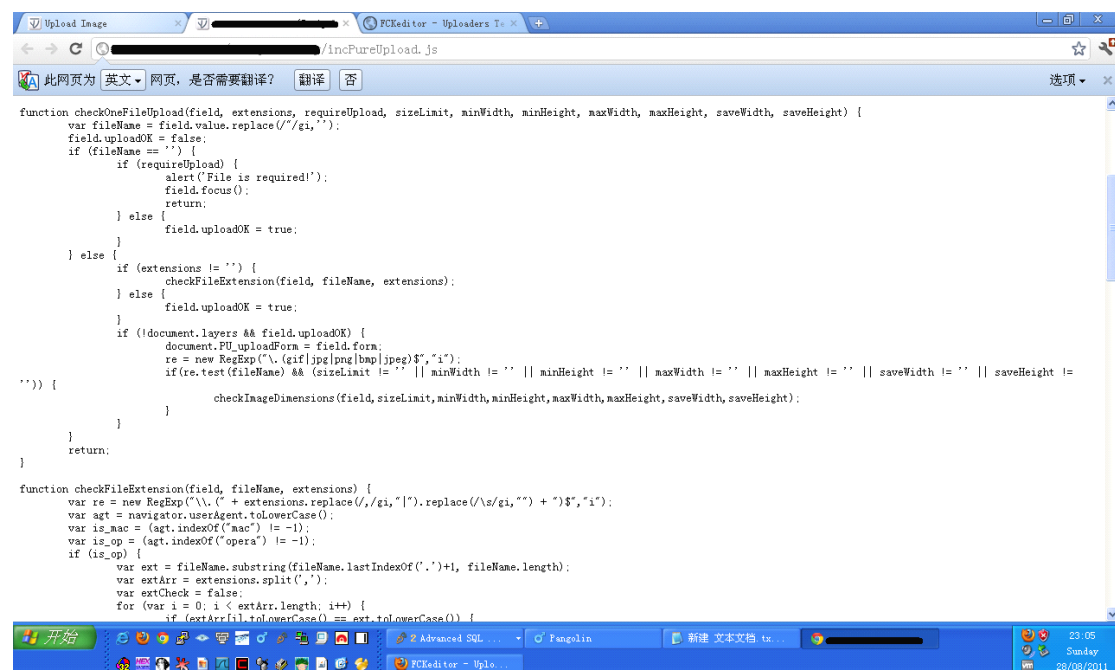 Upload Image
FCKeditor - Uploaders Te
/incPureUpload.js
此网页为 英文 网页，是否需要翻译？ 翻译 否 选项
function checkOneFileUpload(field, extensions, requireUpload, sizeLimit, minWidth, minHeight, maxWidth, maxHeight, saveWidth, saveHeight) {
var fileName = field.value.replace(/"/gi,'');
field.uploadOK = false;
if (fileName == '') {
if (requireUpload) {
alert('File is required!');
field.focus();
return;
} else {
field.uploadOK = true;
}
} else {
if (extensions != '') {
checkFileExtension(field, fileName, extensions);
} else {
field.uploadOK = true;
}
if (!document.layers && field.uploadOK) {
document.PU_uploadForm = field.form;
re = new RegExp("\.(gif|jpg|png|bmp|jpeg)$","i");
if(re.test(fileName) && (sizeLimit != '' || minWidth != '' || minHeight != '' || maxWidth != '' || maxHeight != '' || saveWidth != '' || saveHeight !=
'')) {
checkImageDimensions(field,sizeLimit,minWidth,minHeight,maxWidth,maxHeight,saveWidth,saveHeight);
}
}
}
return;
}
function checkFileExtension(field, fileName, extensions) {
var re = new RegExp("\\.(" + extensions.replace(/,/gi,"|").replace(/\s/gi,"") + ")$","i");
var agt = navigator.userAgent.toLowerCase();
var is_mac = (agt.indexOf("mac") != -1);
var is_op = (agt.indexOf("opera") != -1);
if (is_op) {
var ext = fileName.substring(fileName.lastIndexOf('.')+1, fileName.length);
var extArr = extensions.split(',');
var extCheck = false;
for (var i = 0; i < extArr.length; i++) {
if (extArr[i].toLowerCase() == ext.toLowerCase()) {
开始
2 Advanced SQL ...
Pangolin
新建 文本文档.tx...
23:05
Sunday
FCKeditor - Uplo...
28/08/2011